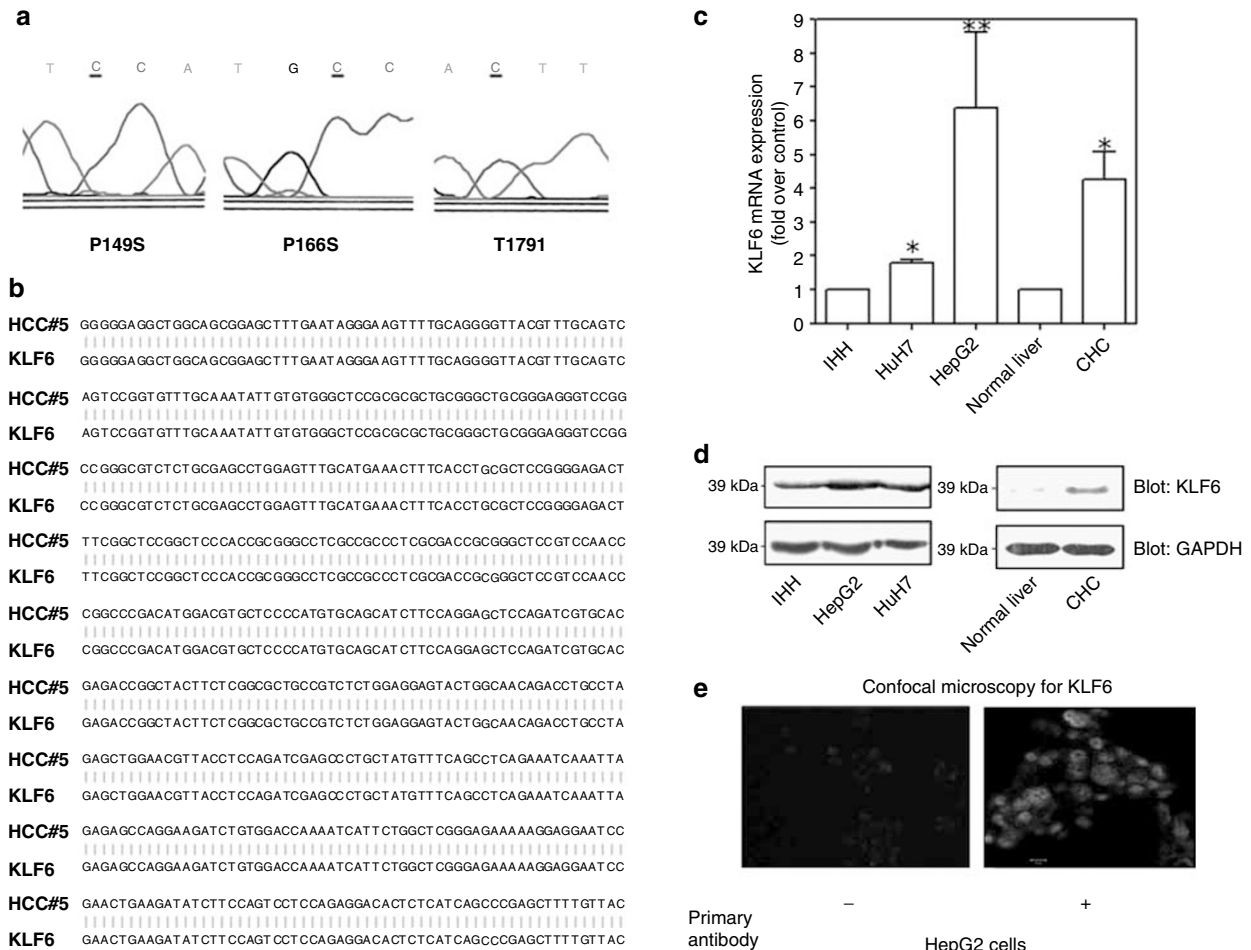 a
T C C A T G C C A C T T
P149S P166S T1791
b
HCC#5 GGGGGAGGCTGGCAGCGGAGCTTTGAATAGGGAAGTTTTGCAGGGGTTACGTTTGCAGTC
KLF6 GGGGGAGGCTGGCAGCGGAGCTTTGAATAGGGAAGTTTTGCAGGGGTTACGTTTGCAGTC
HCC#5 AGTCCGGTGTTTGCAAATATTGTGTGGGCTCCGCGCGCTGCGGGCTGCGGGAGGGTCCGG
KLF6 AGTCCGGTGTTTGCAAATATTGTGTGGGCTCCGCGCGCTGCGGGCTGCGGGAGGGTCCGG
HCC#5 CCGGGCGTCTCTGCGAGCCTGGAGTTTGCATGAAACTTTCACCTGCGCTCCGGGGAGACT
KLF6 CCGGGCGTCTCTGCGAGCCTGGAGTTTGCATGAAACTTTCACCTGCGCTCCGGGGAGACT
HCC#5 TTCGGCTCCGGCTCCCACCGCGGGCCTCGCCGCCCTCGCGACCGCGGGCTCCGTCCAACC
KLF6 TTCGGCTCCGGCTCCCACCGCGGGCCTCGCCGCCCTCGCGACCGCGGGCTCCGTCCAACC
HCC#5 CGGCCCGACATGGACGTGCTCCCCATGTGCAGCATCTTCCAGGAGCTCCAGATCGTGCAC
KLF6 CGGCCCGACATGGACGTGCTCCCCATGTGCAGCATCTTCCAGGAGCTCCAGATCGTGCAC
HCC#5 GAGACCGGCTACTTCTCGGCGCTGCCGTCTCTGGAGGAGTACTGGCAACAGACCTGCCTA
KLF6 GAGACCGGCTACTTCTCGGCGCTGCCGTCTCTGGAGGAGTACTGGCAACAGACCTGCCTA
HCC#5 GAGCTGGAACGTTACCTCCAGATCGAGCCCTGCTATGTTTCAGCCTCAGAAATCAAATTA
KLF6 GAGCTGGAACGTTACCTCCAGATCGAGCCCTGCTATGTTTCAGCCTCAGAAATCAAATTA
HCC#5 GAGAGCCAGGAAGATCTGTGGACCAAAATCATTCTGGCTCGGGAGAAAAAGGAGGAATCC
KLF6 GAGAGCCAGGAAGATCTGTGGACCAAAATCATTCTGGCTCGGGAGAAAAAGGAGGAATCC
HCC#5 GAACTGAAGATATCTTCCAGTCCTCCAGAGGACACTCTCATCAGCCCGAGCTTTTGTTAC
KLF6 GAACTGAAGATATCTTCCAGTCCTCCAGAGGACACTCTCATCAGCCCGAGCTTTTGTTAC
c
KLF6 mRNA expression
(fold over control)
9
8
7
6
5
4
3
2
1
0
* ** *
IHH HuH7 HepG2 Normal liver CHC
d
39 kDa 39 kDa Blot: KLF6
39 kDa 39 kDa Blot: GAPDH
IHH HepG2 HuH7 Normal liver CHC
e
Confocal microscopy for KLF6
Primary
antibody
− +
HepG2 cells